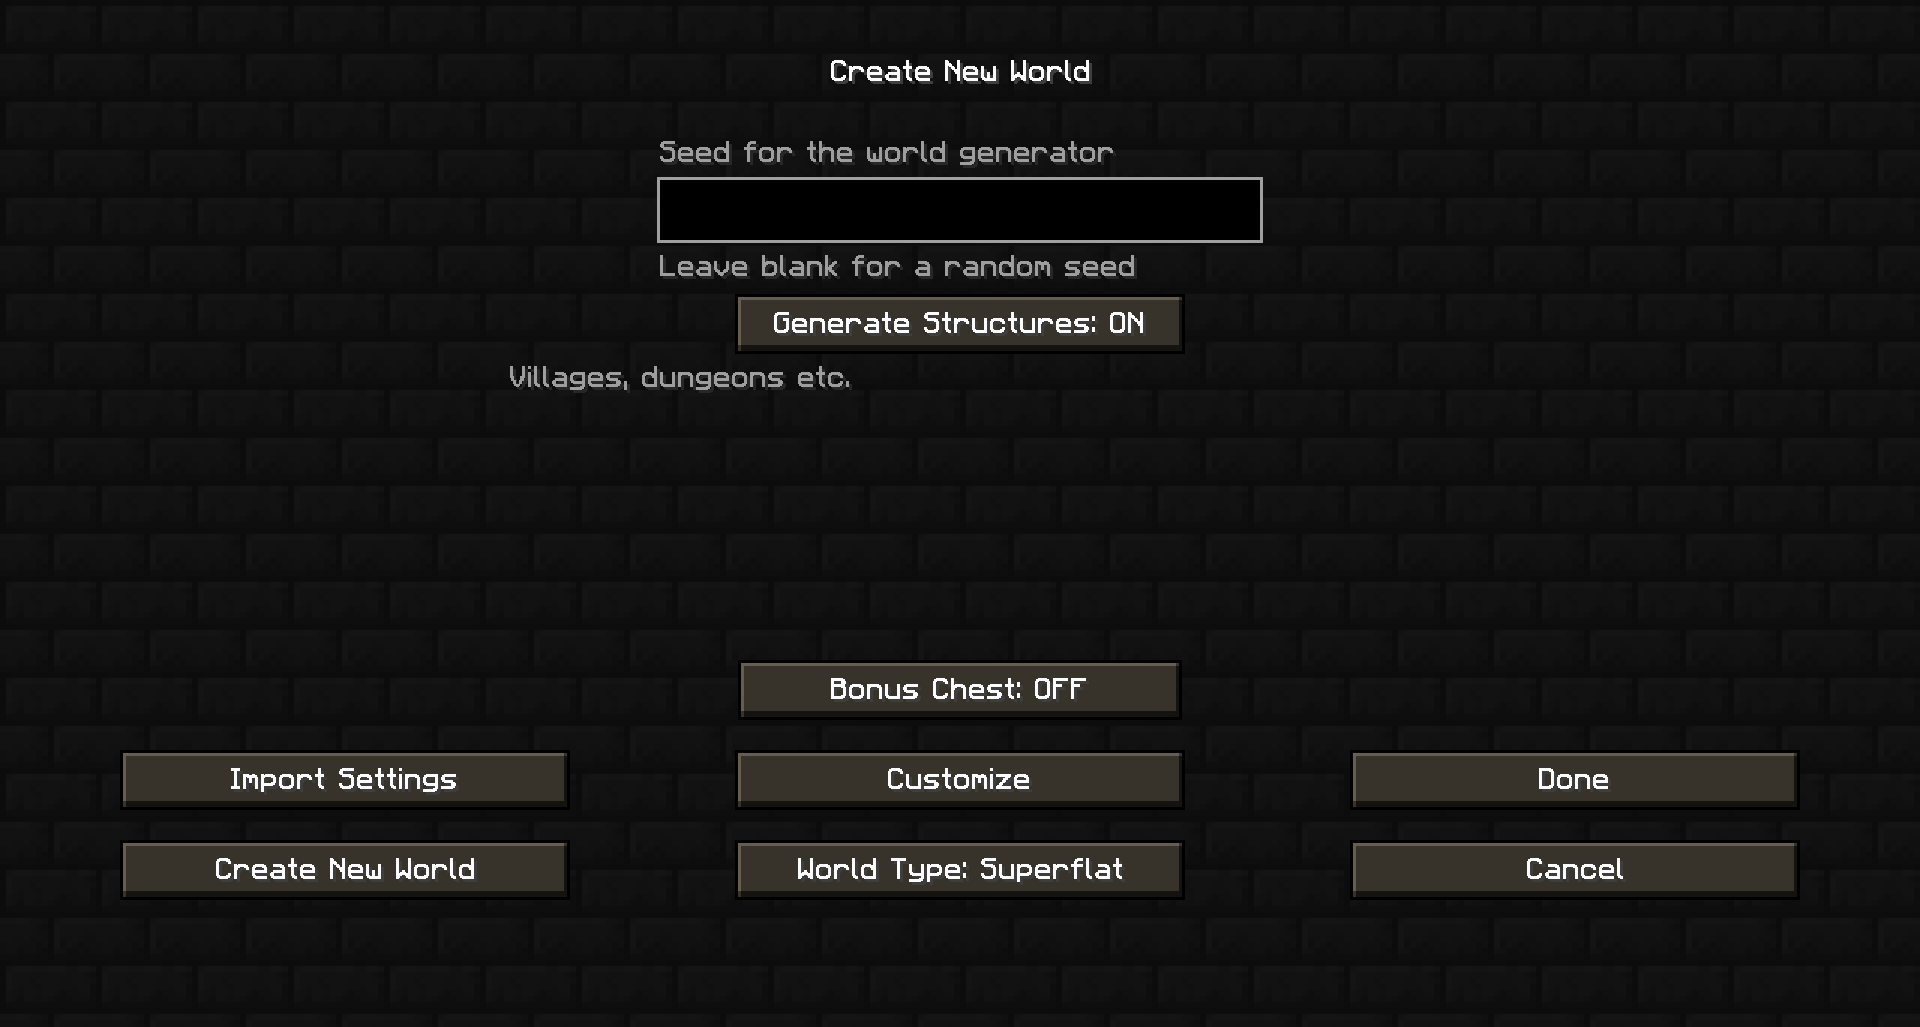 Create New World
Seed for the world generator
Leave blank for a random seed
Generate Structures: ON
Villages, dungeons etc.
Bonus Chest: OFF
Import Settings
Customize
Done
Create New World
World Type: Superflat
Cancel